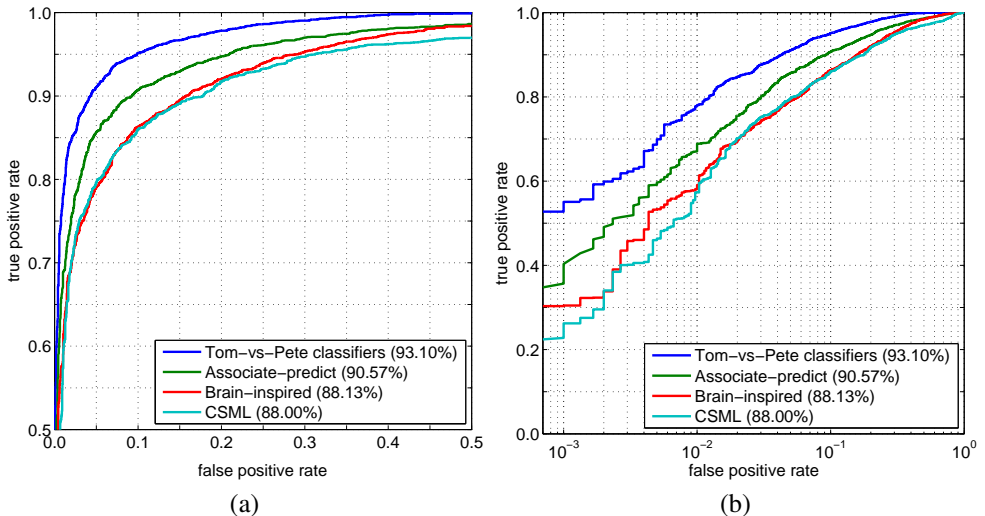 1.0
0.9
0.8
0.7
0.6
0.5
true positive rate
0.0 0.1 0.2 0.3 0.4 0.5
false positive rate
Tom−vs−Pete classifiers (93.10%)
Associate−predict (90.57%)
Brain−inspired (88.13%)
CSML (88.00%)
(a)
1.0
0.8
0.6
0.4
0.2
0.0
true positive rate
10−3 10−2 10−1 100
false positive rate
Tom−vs−Pete classifiers (93.10%)
Associate−predict (90.57%)
Brain−inspired (88.13%)
CSML (88.00%)
(b)